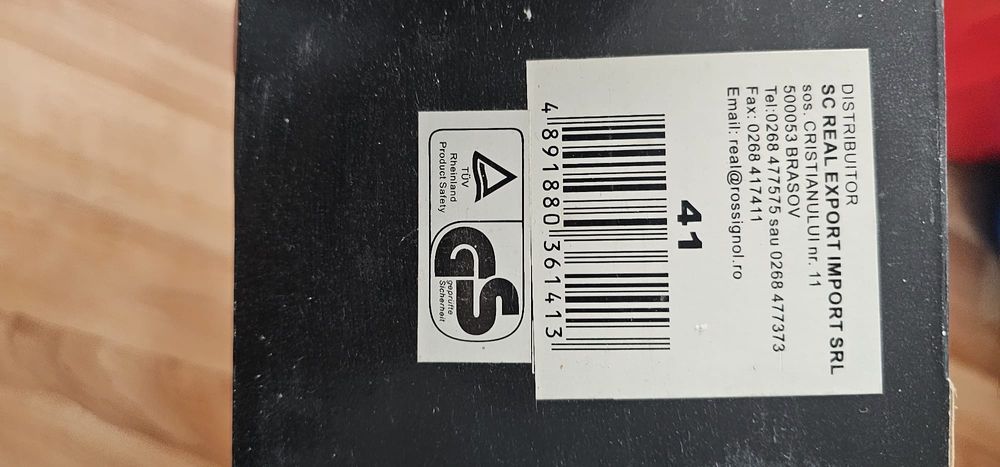 DISTRIBUITOR
SC REAL EXPORT IMPORT SRL
sos. CRISTIANULUI nr. 11
500053 BRASOV
Tel:0268 477575 sau 0268 477373
Fax: 0268 417411
Email: real@rossignol.ro
41
4 891880 361413
TÜV
Rheinland
Product Safety
GS
geprüfte
Sicherheit